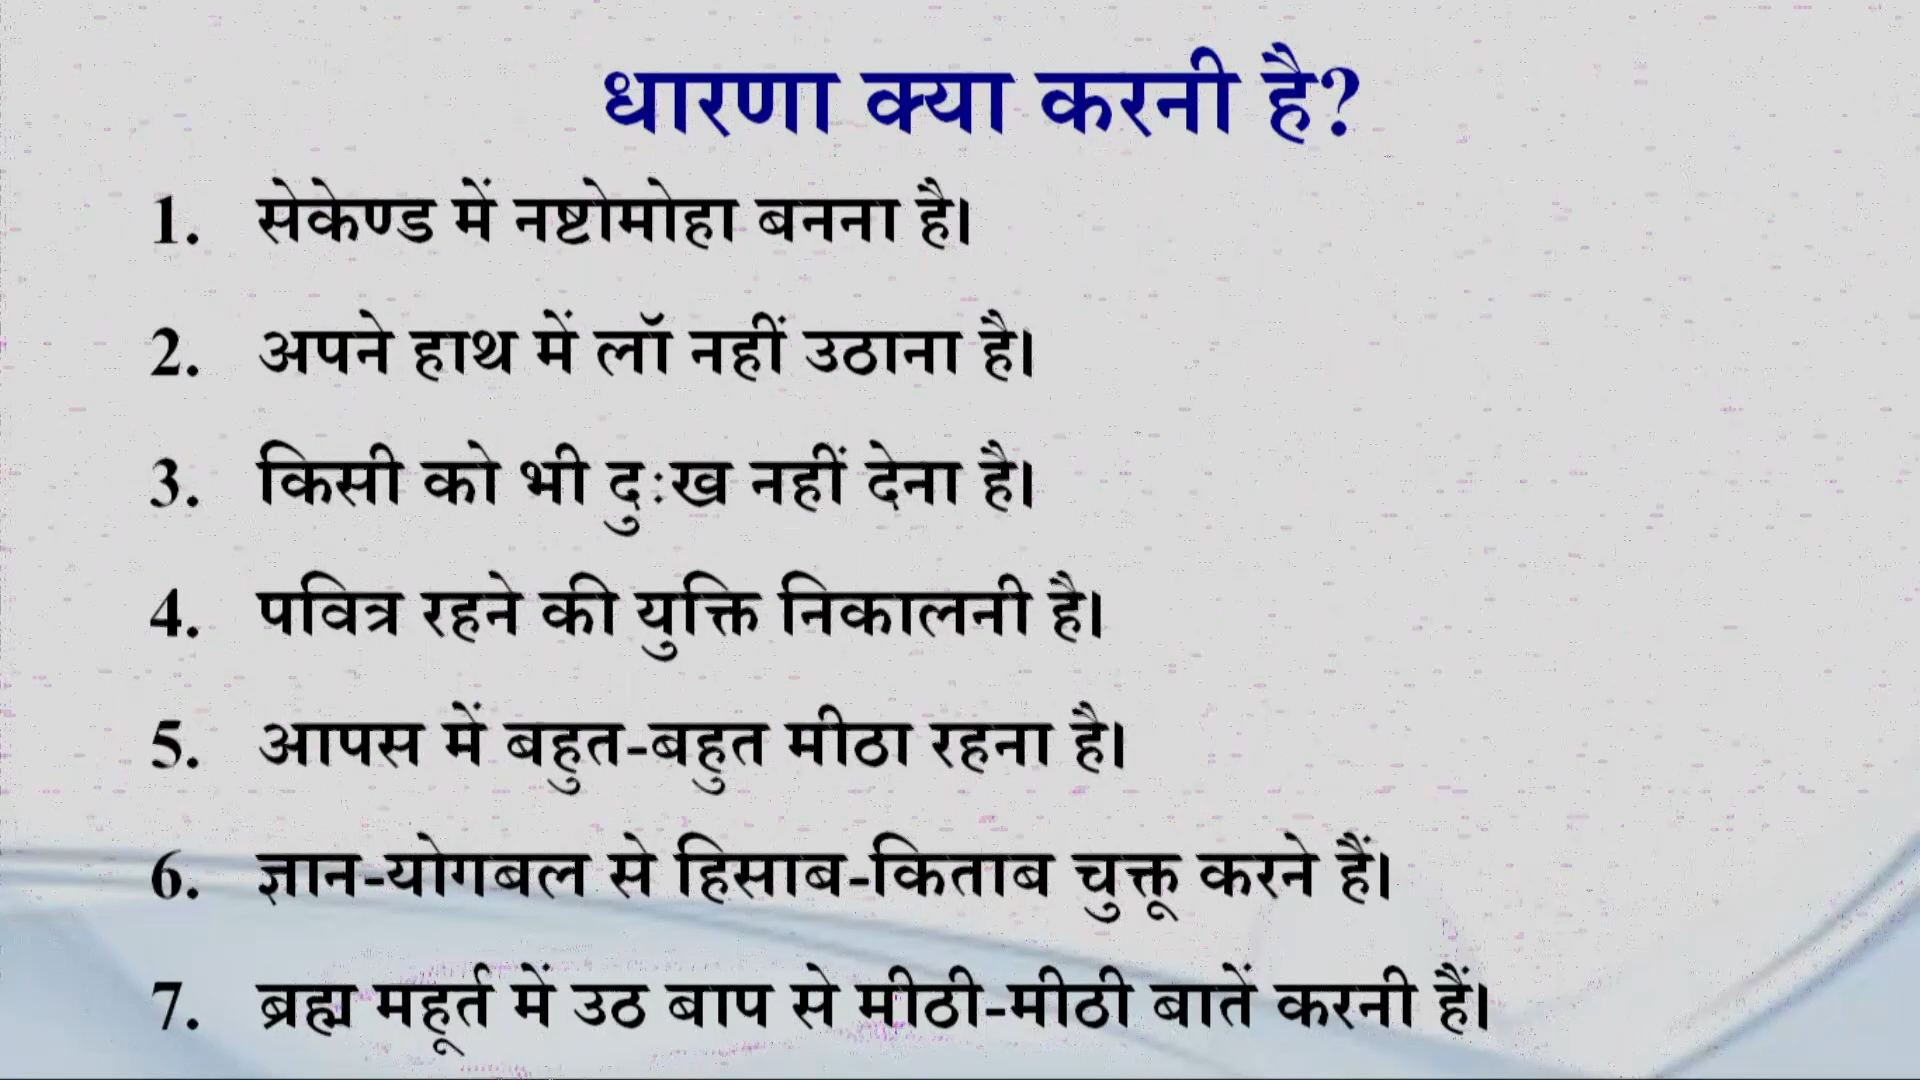 धारणा क्या करनी है?
1. सेकेण्ड में नष्टोमोहा बनना है।
2. अपने हाथ में लॉ नहीं उठाना है।
3. किसी को भी दुःख नहीं देना है।
4. पवित्र रहने की युक्ति निकालनी है।
5. आपस में बहुत-बहुत मीठा रहना है।
6. ज्ञान-योगबल से हिसाब-किताब चुक्तू करने हैं।
7. ब्रह्म महूर्त में उठ बाप से मीठी-मीठी बातें करनी हैं।